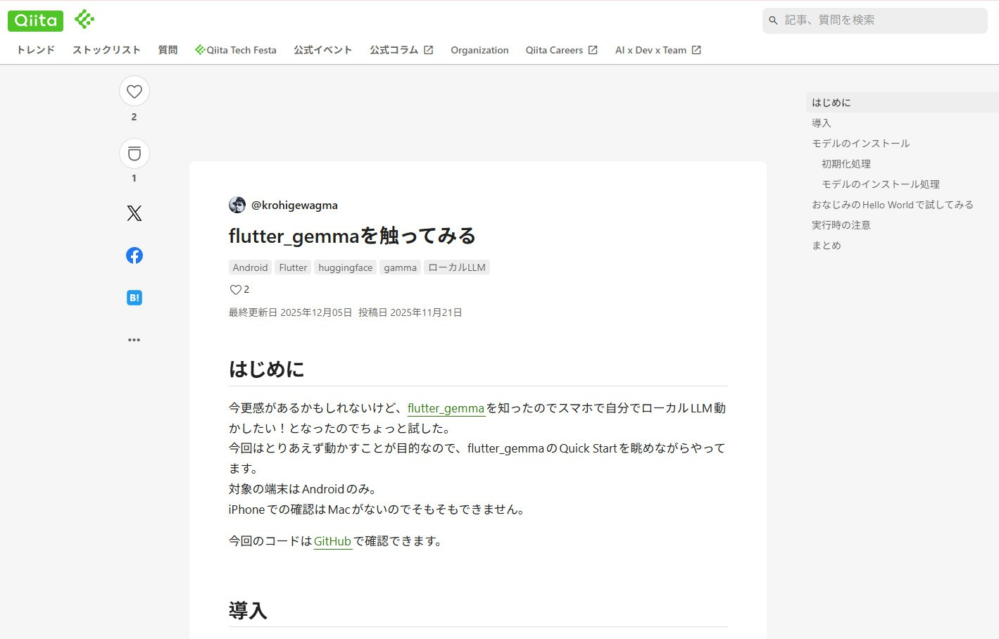 Qiita
記事、質問を検索
トレンド ストックリスト 質問 Qiita Tech Festa 公式イベント 公式コラム Organization Qiita Careers AI x Dev x Team
2
1
B!
@krohigewagma
flutter_gemmaを触ってみる
Android Flutter huggingface gamma ローカルLLM
2
最終更新日 2025年12月05日 投稿日 2025年11月21日
はじめに
今更感があるかもしれないけど、flutter_gemmaを知ったのでスマホで自分でローカルLLM動
かしたい！となったのでちょっと試した。
今回はとりあえず動かすことが目的なので、flutter_gemmaのQuick Startを眺めながらやって
ます。
対象の端末はAndroidのみ。
iPhoneでの確認はMacがないのでそもそもできません。
今回のコードはGitHubで確認できます。
導入
はじめに
導入
モデルのインストール
初期化処理
モデルのインストール処理
おなじみのHello Worldで試してみる
実行時の注意
まとめ